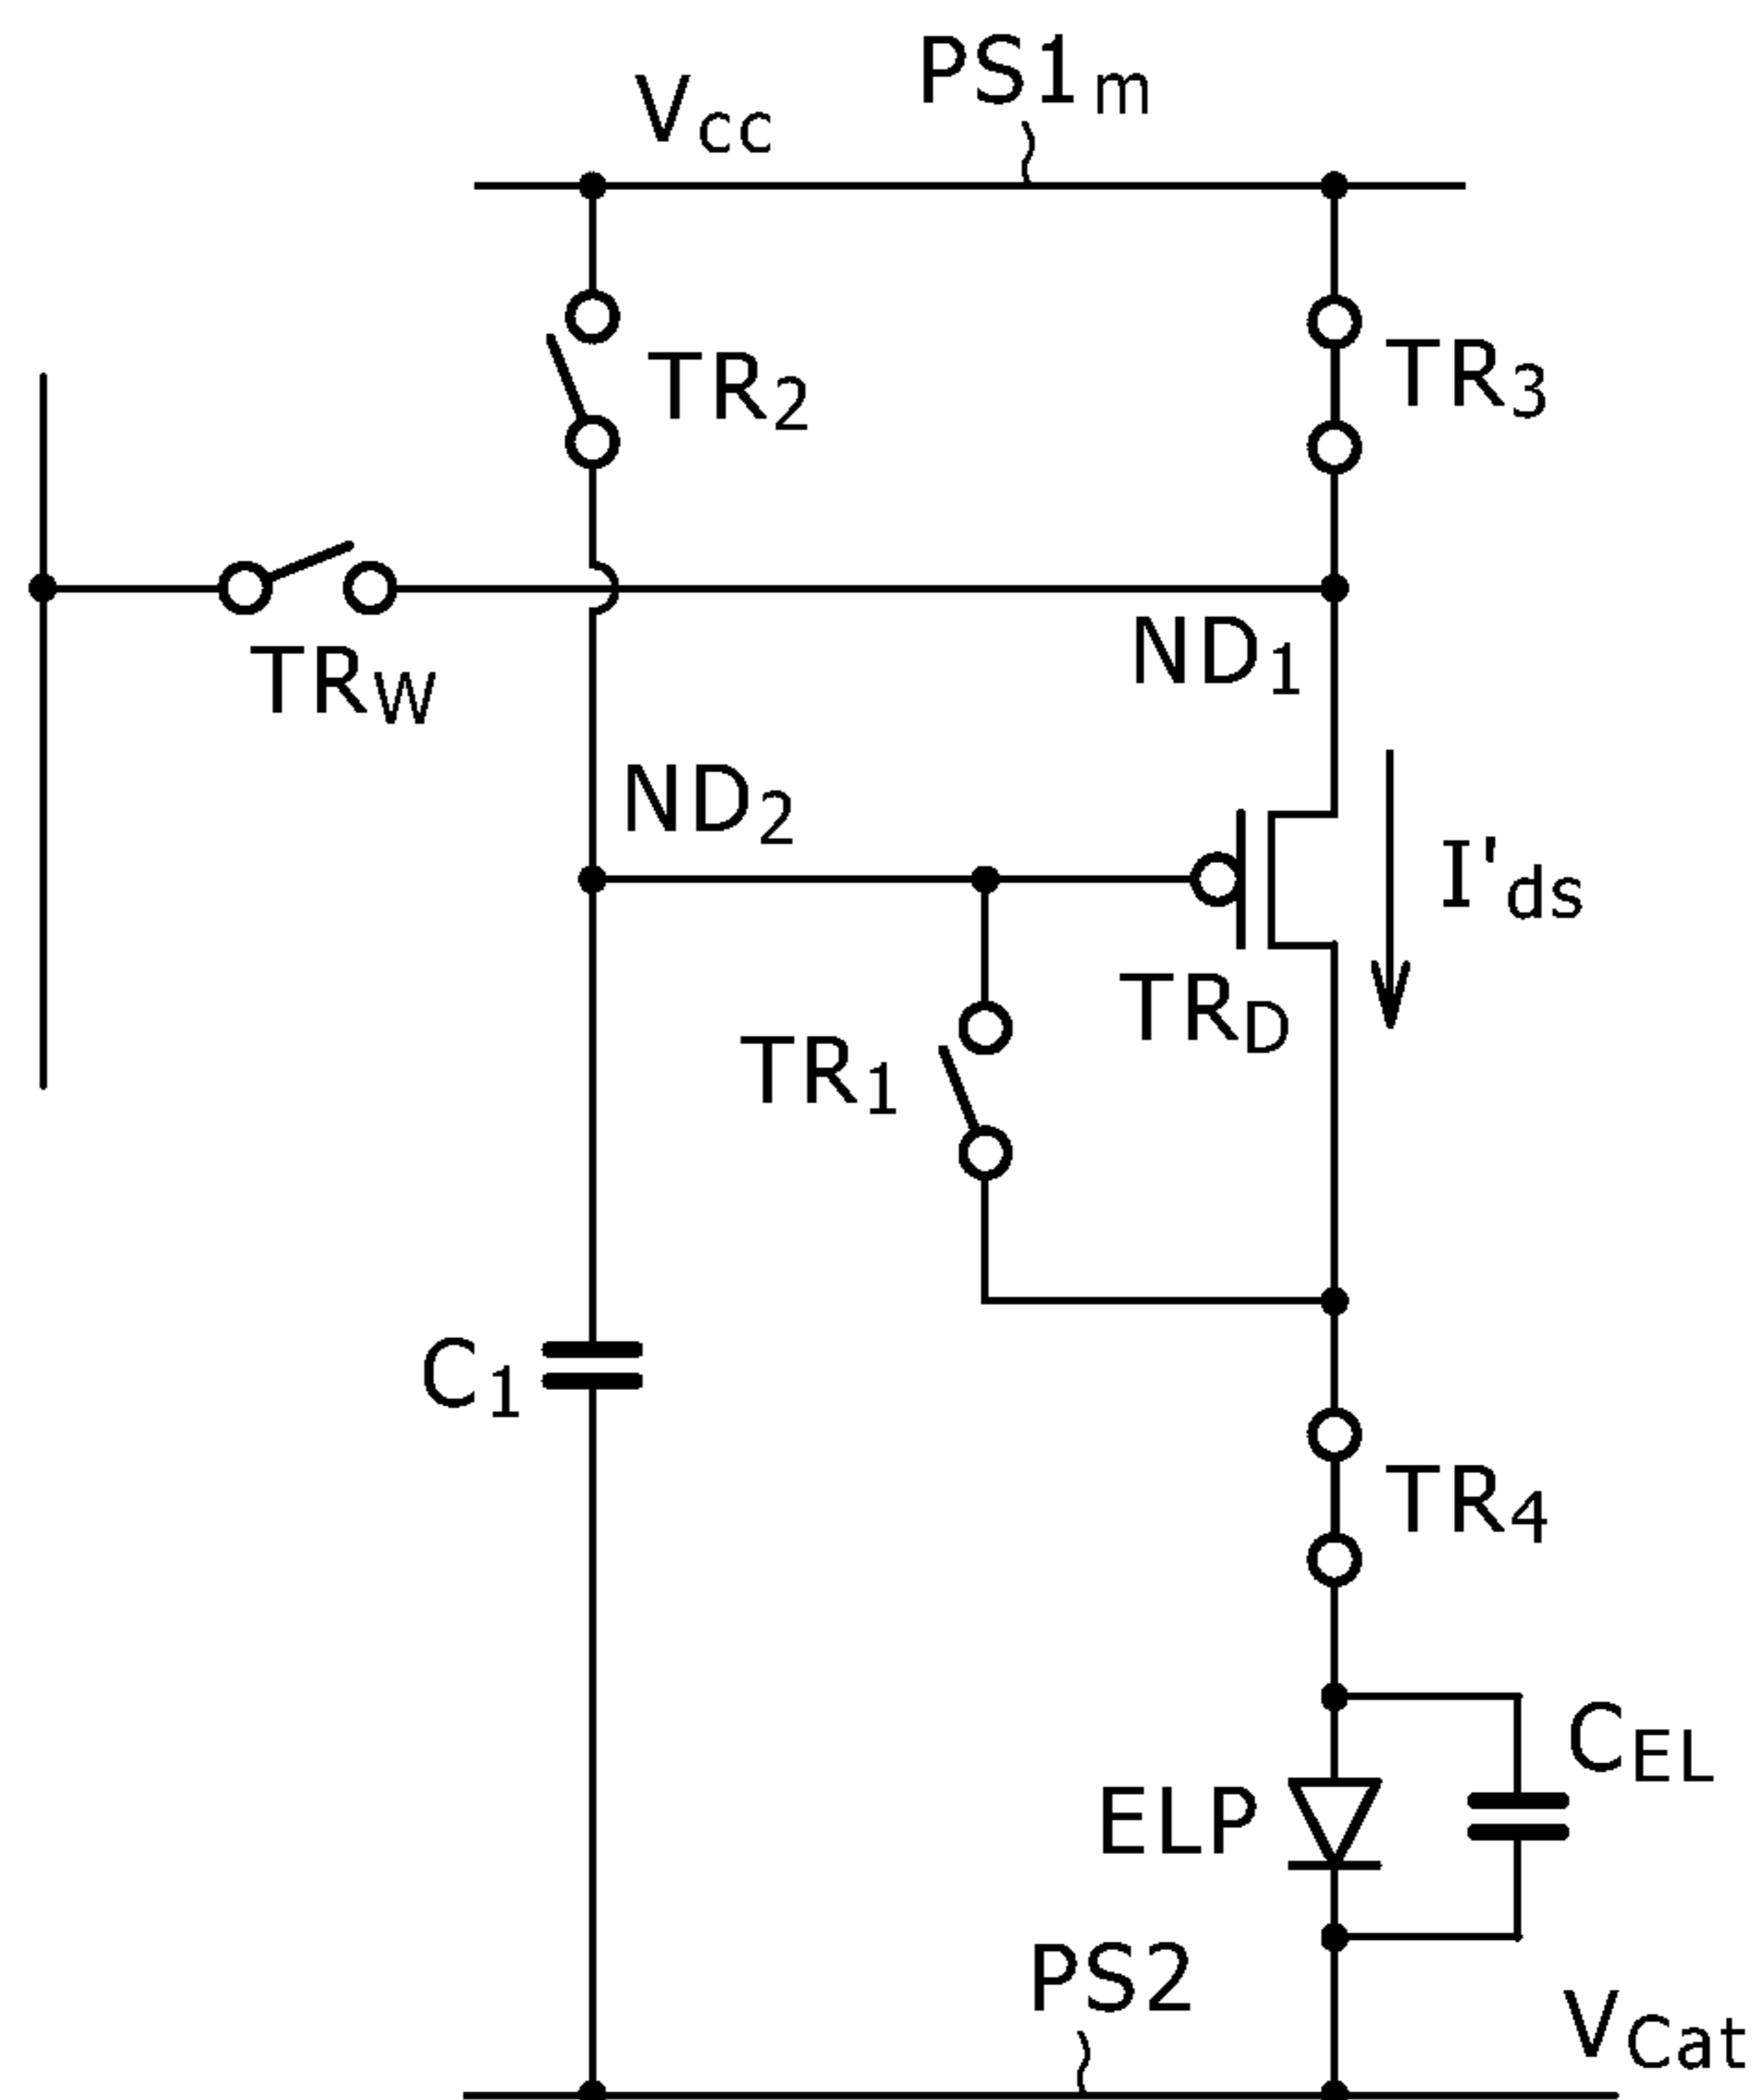 PS1m
Vcc
TR2
TR3
TRW
ND1
ND2
I'ds
TRD
TR1
C1
TR4
CEL
ELP
PS2
VCat